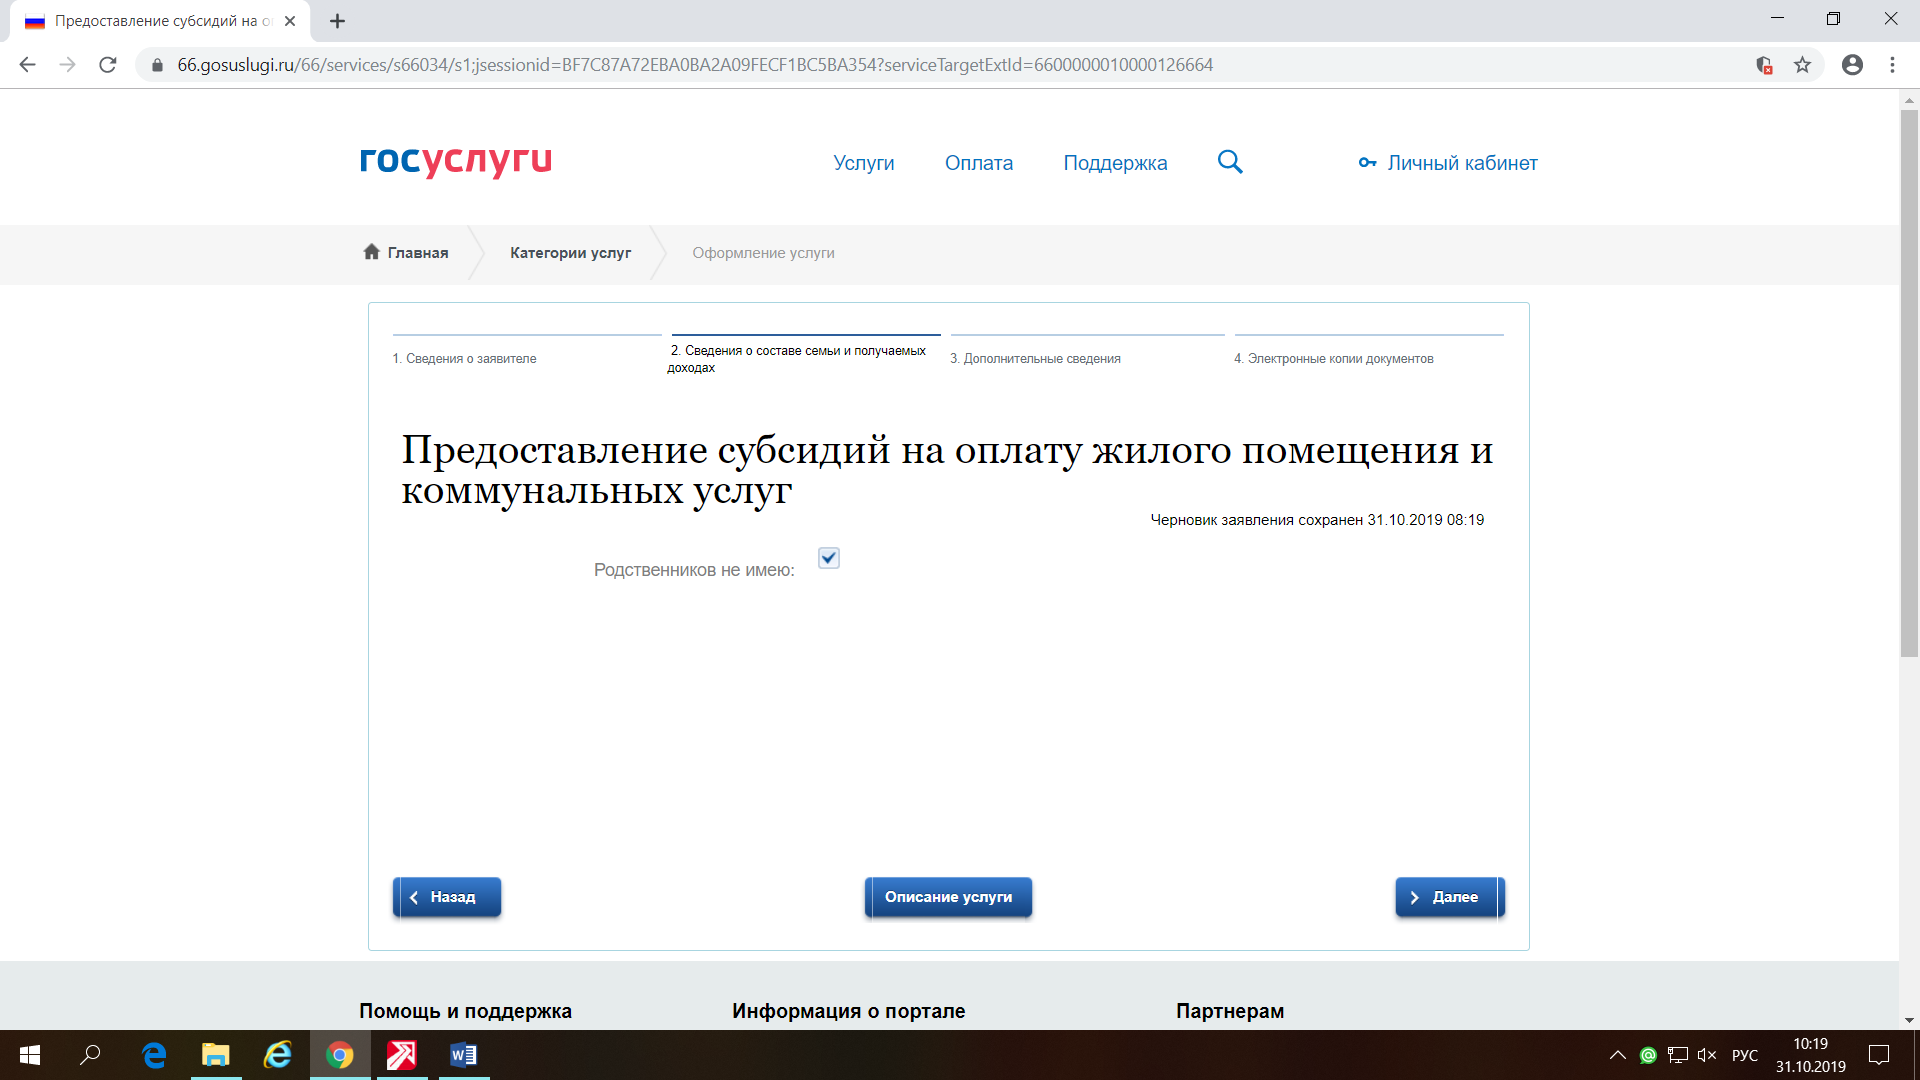 Предоставление субсидий на о
66.gosuslugi.ru/66/services/s66034/s1;jsessionid=BF7C87A72EBA0BA2A09FECF1BC5BA354?serviceTargetExtId=6600000010000126664
госуслуги
Услуги
Оплата
Поддержка
Личный кабинет
Главная
Категории услуг
Оформление услуги
1. Сведения о заявителе
2. Сведения о составе семьи и получаемых
доходах
3. Дополнительные сведения
4. Электронные копии документов
Предоставление субсидий на оплату жилого помещения и
коммунальных услуг
Черновик заявления сохранен 31.10.2019 08:19
Родственников не имею:
Назад
Описание услуги
Далее
Помощь и поддержка
Информация о портале
Партнерам
РУС
10:19
31.10.2019